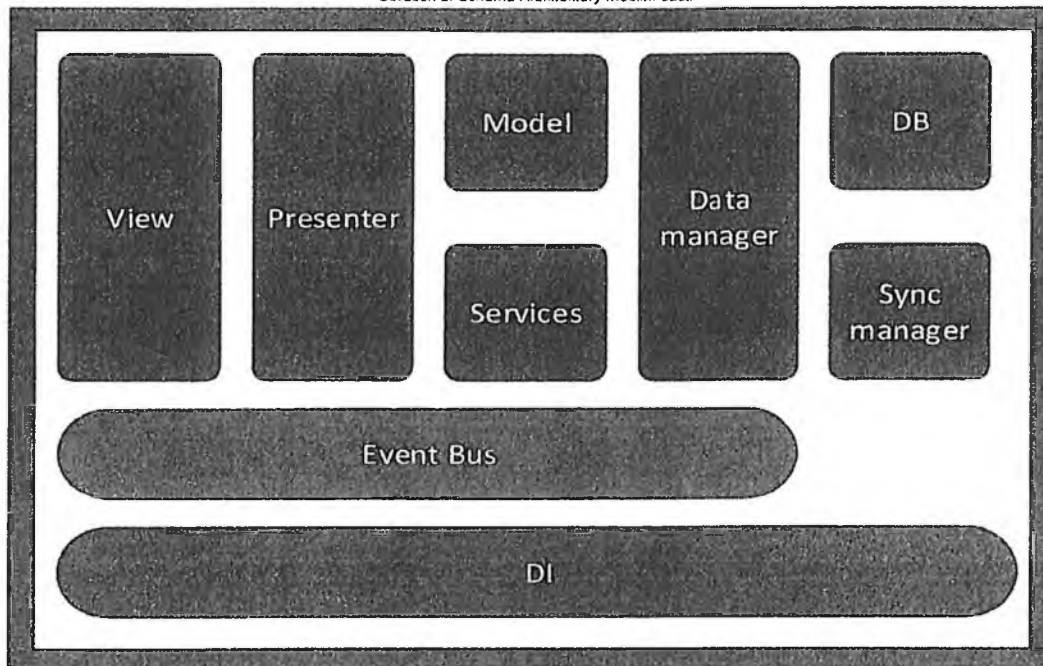 View
Presenter
Model
Services
Data
manager
DB
Sync
manager
Event Bus
DI